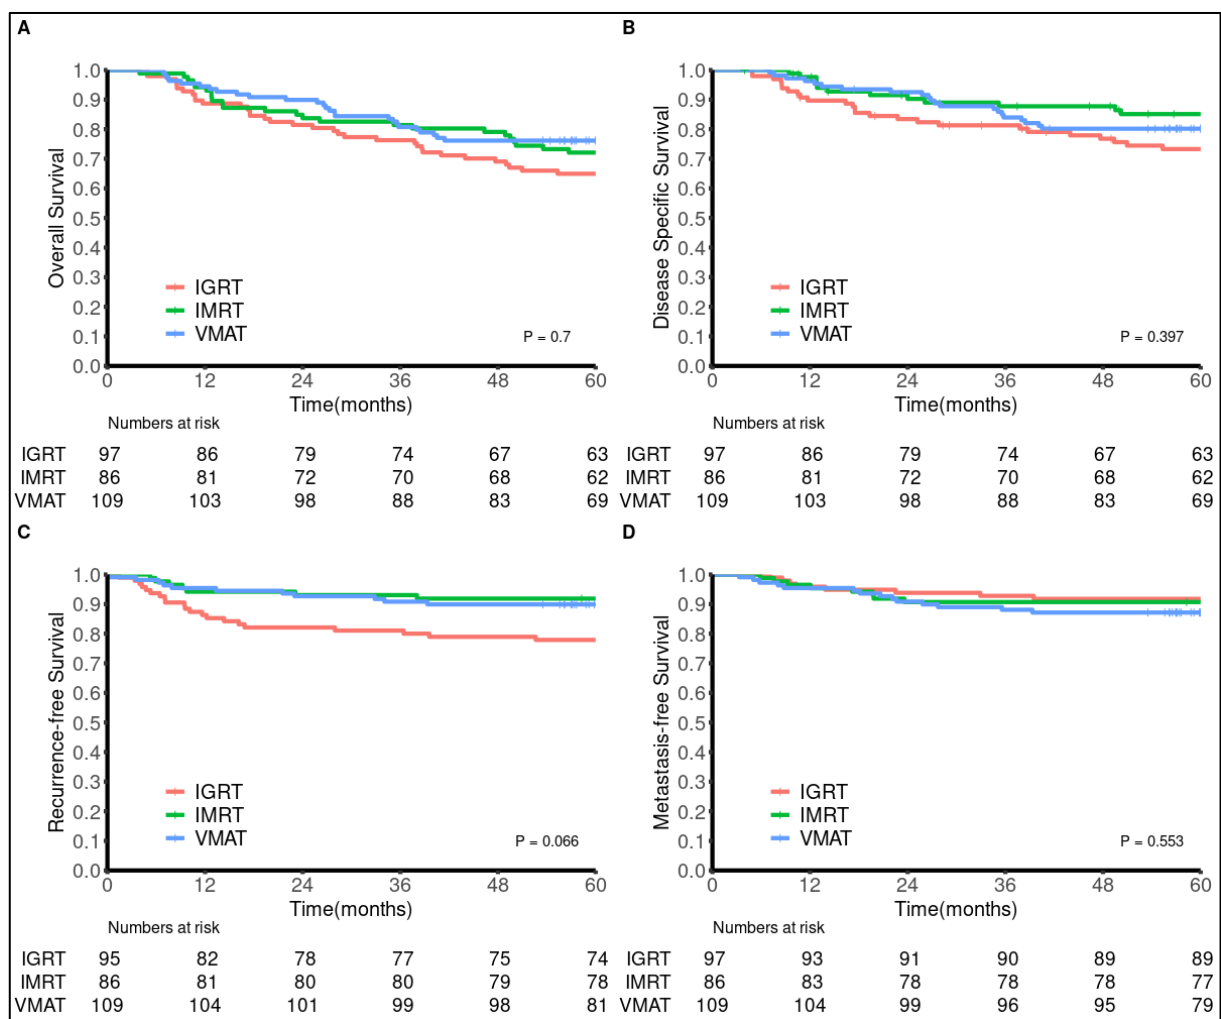 A
Overall Survival
1.0
0.9
0.8
0.7
0.6
0.5
0.4
0.3
0.2
0.1
0.0
IGRT
IMRT
VMAT
P = 0.7
0 12 24 36 48 60
Time(months)
Numbers at risk
IGRT 97 86 79 74 67 63
IMRT 86 81 72 70 68 62
VMAT 109 103 98 88 83 69
B
Disease Specific Survival
1.0
0.9
0.8
0.7
0.6
0.5
0.4
0.3
0.2
0.1
0.0
IGRT
IMRT
VMAT
P = 0.397
0 12 24 36 48 60
Time(months)
Numbers at risk
IGRT 97 86 79 74 67 63
IMRT 86 81 72 70 68 62
VMAT 109 103 98 88 83 69
C
Recurrence-free Survival
1.0
0.9
0.8
0.7
0.6
0.5
0.4
0.3
0.2
0.1
0.0
IGRT
IMRT
VMAT
P = 0.066
0 12 24 36 48 60
Time(months)
Numbers at risk
IGRT 95 82 78 77 75 74
IMRT 86 81 80 80 79 78
VMAT 109 104 101 99 98 81
D
Metastasis-free Survival
1.0
0.9
0.8
0.7
0.6
0.5
0.4
0.3
0.2
0.1
0.0
IGRT
IMRT
VMAT
P = 0.553
0 12 24 36 48 60
Time(months)
Numbers at risk
IGRT 97 93 91 90 89 89
IMRT 86 83 78 78 78 77
VMAT 109 104 99 96 95 79